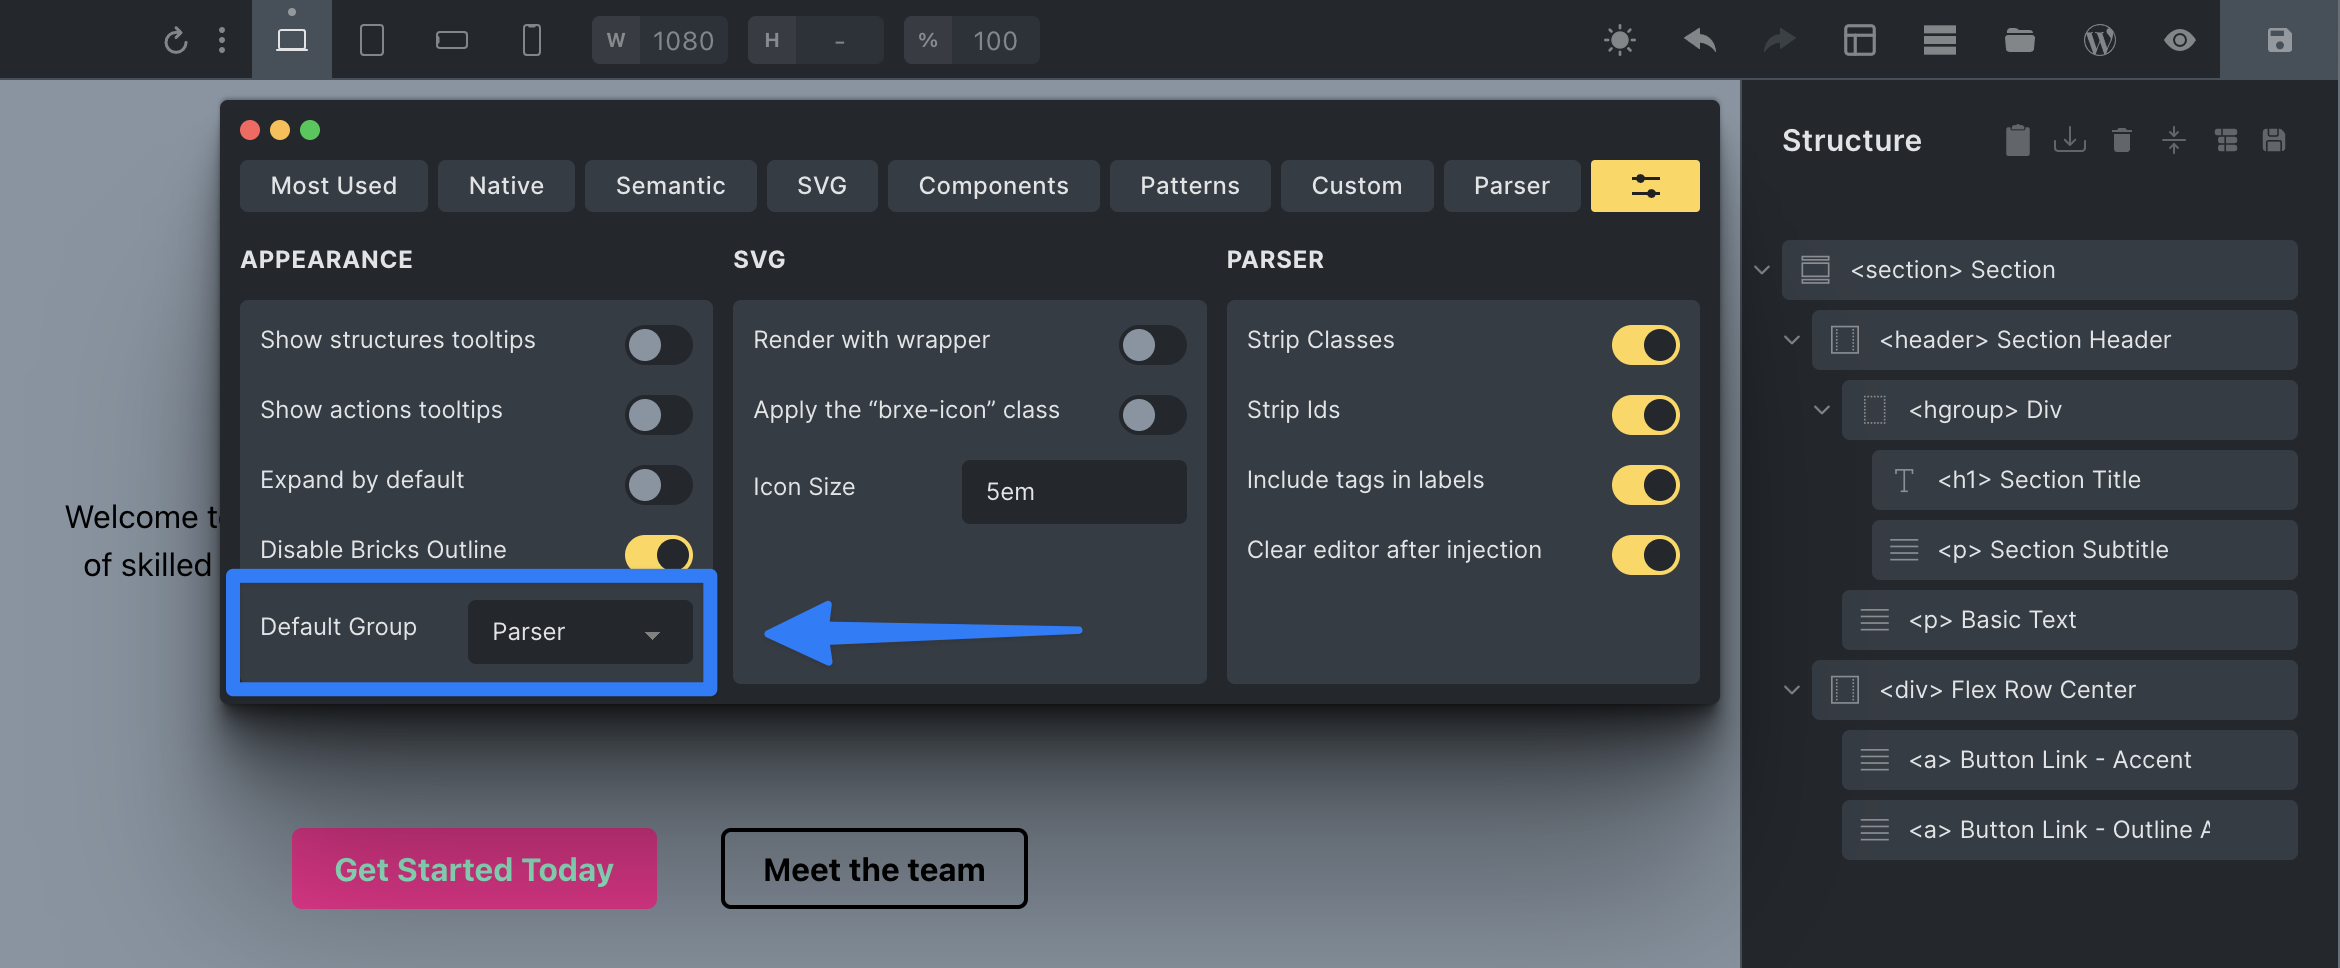 W 1080 H - % 100
Most Used Native Semantic SVG Components Patterns Custom Parser
APPEARANCE
Show structures tooltips
Show actions tooltips
Expand by default
Disable Bricks Outline
Default Group Parser
SVG
Render with wrapper
Apply the “brxe-icon” class
Icon Size 5em
PARSER
Strip Classes
Strip Ids
Include tags in labels
Clear editor after injection
Welcome
of skilled
Get Started Today
Meet the team
Structure
<section> Section
<header> Section Header
<hgroup> Div
<h1> Section Title
<p> Section Subtitle
<p> Basic Text
<div> Flex Row Center
<a> Button Link - Accent
<a> Button Link - Outline